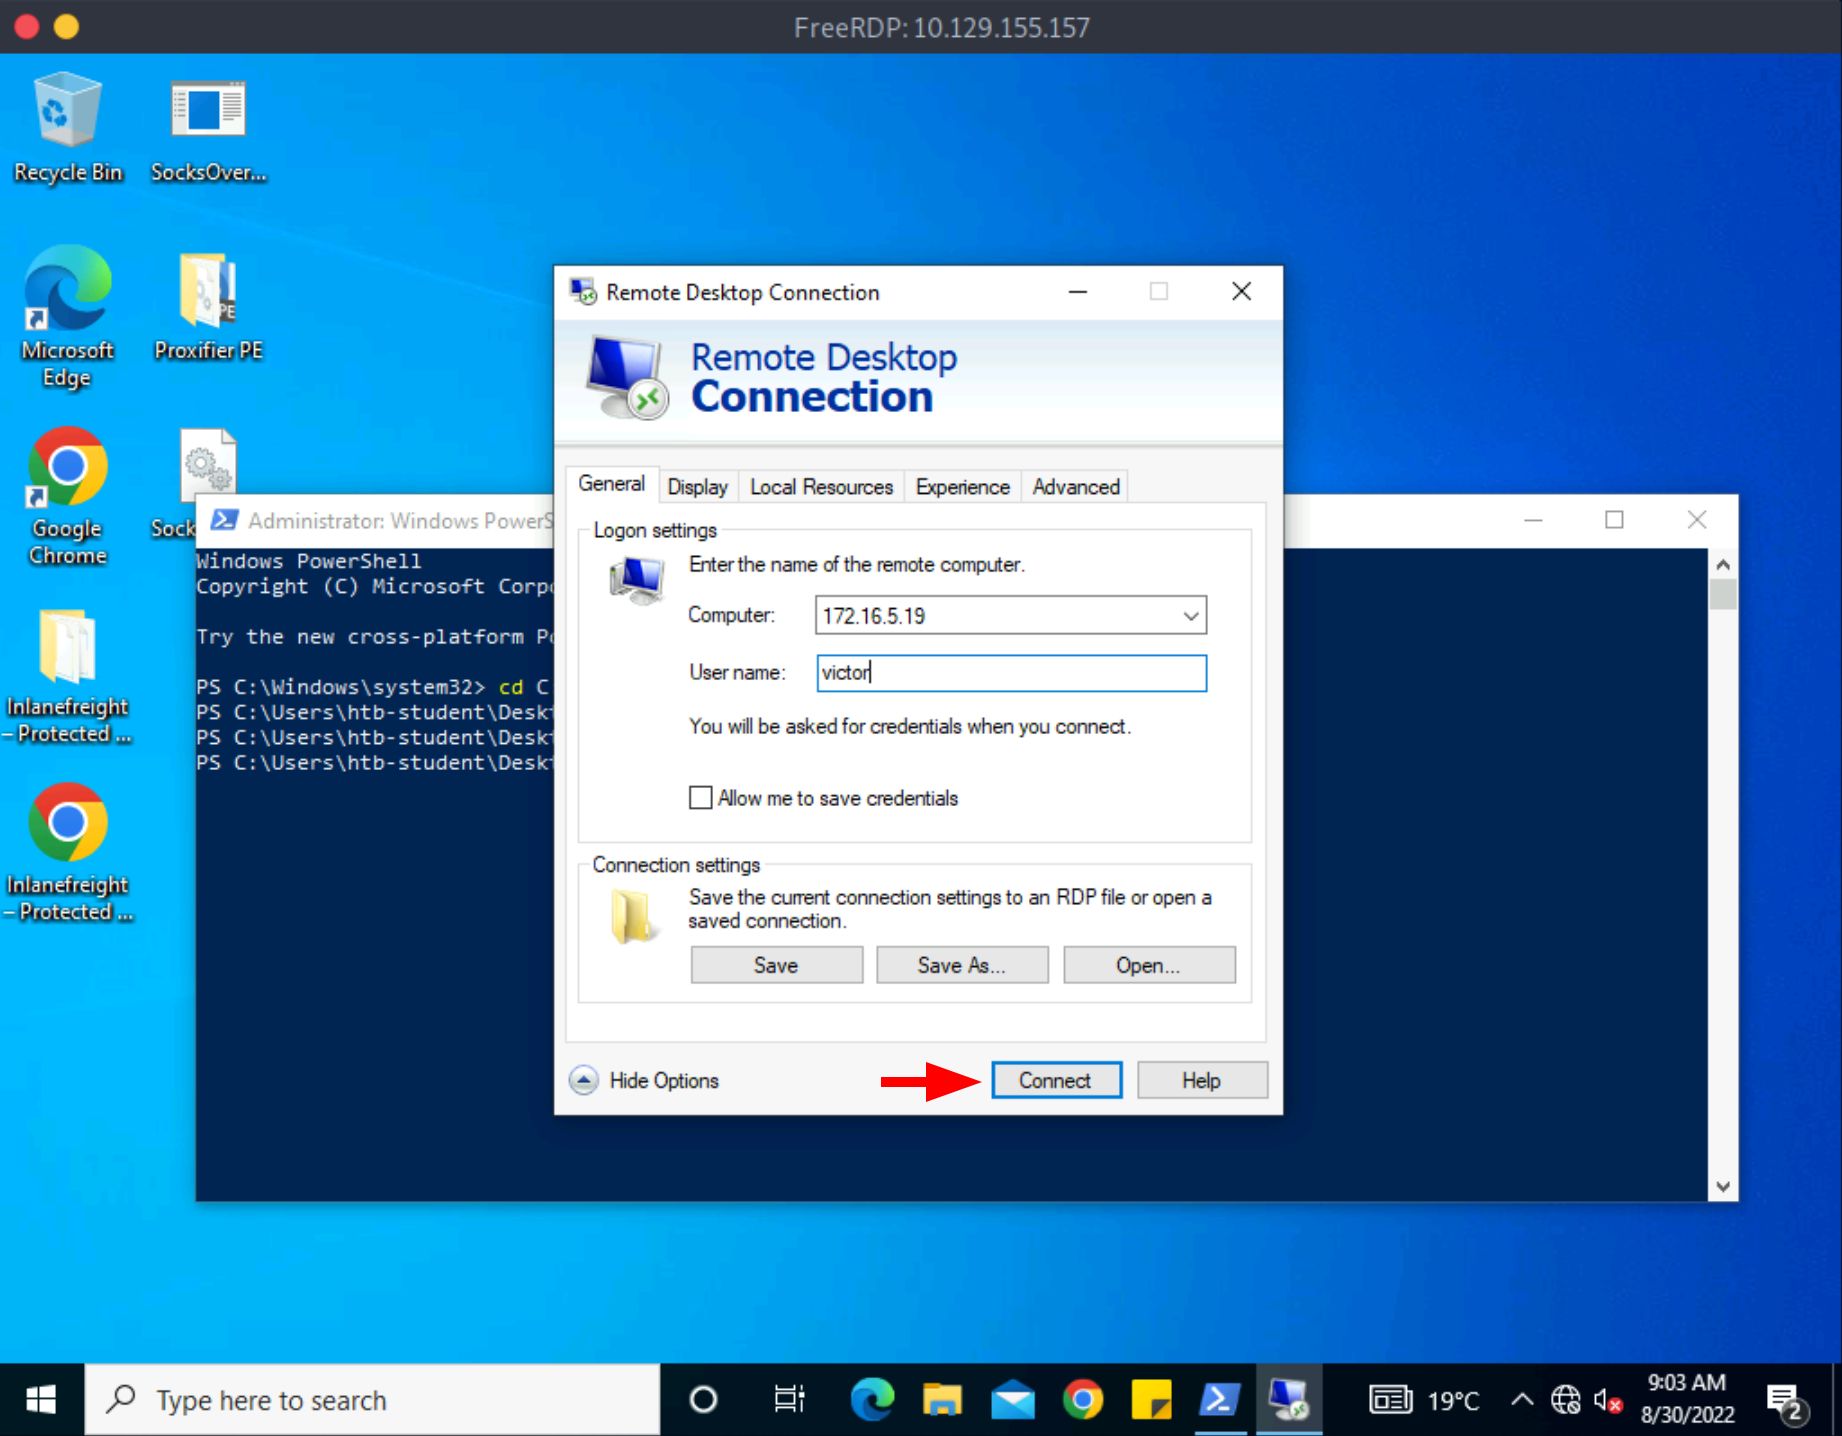 FreeRDP: 10.129.155.157
Recycle Bin
SocksOver...
Microsoft
Edge
PE
Proxifier PE
Google
Chrome
Sock
Inlanefreight
– Protected ...
Inlanefreight
– Protected ...
Administrator: Windows PowerS
Windows PowerShell
Copyright (C) Microsoft Corpo
Try the new cross-platform Po
PS C:\Windows\system32> cd C
PS C:\Users\htb-student\Deskt
PS C:\Users\htb-student\Deskt
PS C:\Users\htb-student\Deskt
Remote Desktop Connection
Remote Desktop
Connection
General
Display
Local Resources
Experience
Advanced
Logon settings
Enter the name of the remote computer.
Computer:
172.16.5.19
User name:
victor
You will be asked for credentials when you connect.
Allow me to save credentials
Connection settings
Save the current connection settings to an RDP file or open a
saved connection.
Save
Save As...
Open...
Hide Options
Connect
Help
Type here to search
19°C
9:03 AM
8/30/2022
2